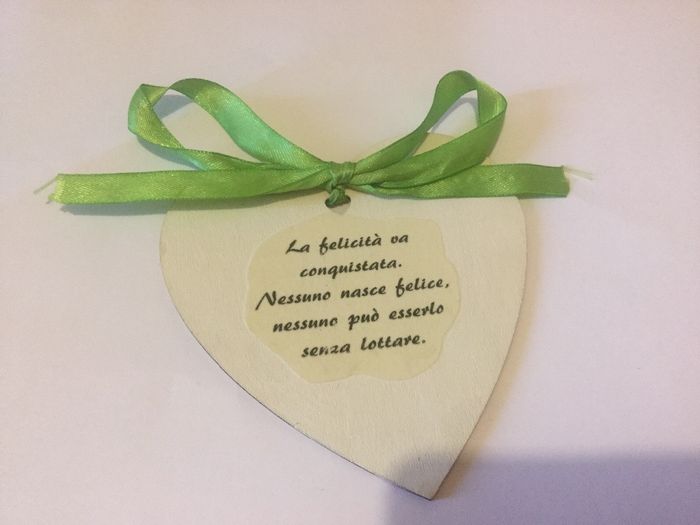 La felicità va
conquistata.
Nessuno nasce felice,
nessuno può esserlo
senza lottare.